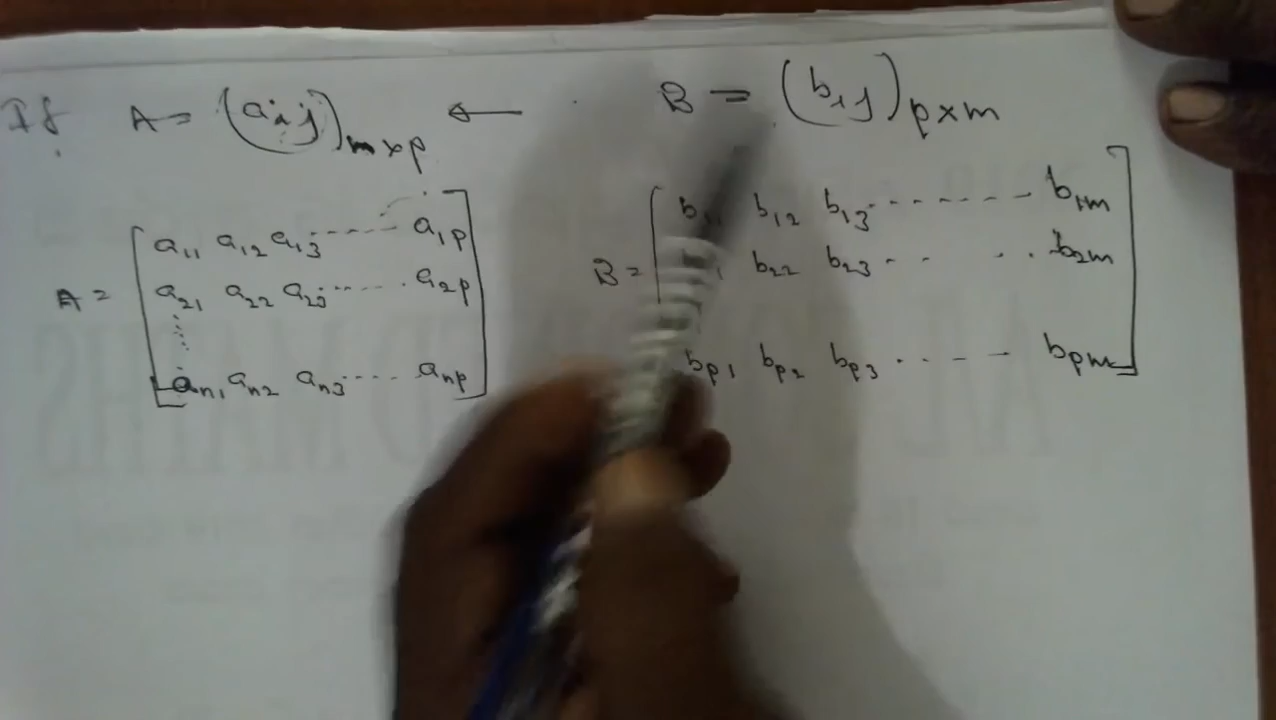 If A = (aij)m×p ← B = (bij)p×m
A = [a11 a12 a13 ------ a1p
a21 a22 a23 ...... a2p
an1 an2 an3 ...... anp]
B = [b12 b13 -------- b1m
b22 b23 - - . . b2m
bp1 bp2 bp3 ------ bpm]